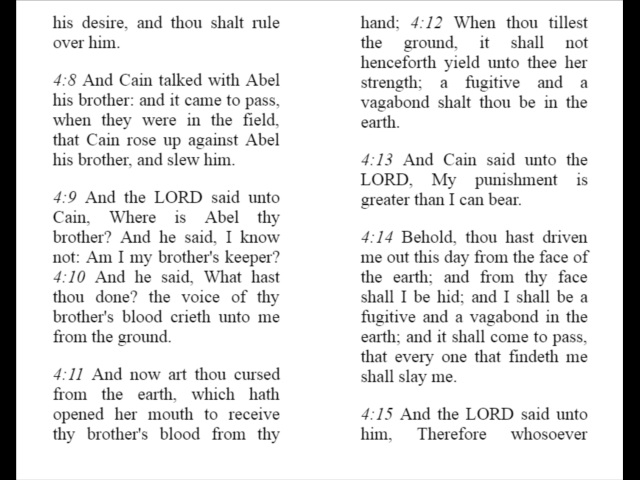 his desire, and thou shalt rule
over him.
4:8 And Cain talked with Abel
his brother: and it came to pass,
when they were in the field,
that Cain rose up against Abel
his brother, and slew him.
4:9 And the LORD said unto
Cain, Where is Abel thy
brother? And he said, I know
not: Am I my brother's keeper?
4:10 And he said, What hast
thou done? the voice of thy
brother's blood crieth unto me
from the ground.
4:11 And now art thou cursed
from the earth, which hath
opened her mouth to receive
thy brother's blood from thy
hand; 4:12 When thou tillest
the ground, it shall not
henceforth yield unto thee her
strength; a fugitive and a
vagabond shalt thou be in the
earth.
4:13 And Cain said unto the
LORD, My punishment is
greater than I can bear.
4:14 Behold, thou hast driven
me out this day from the face of
the earth; and from thy face
shall I be hid; and I shall be a
fugitive and a vagabond in the
earth; and it shall come to pass,
that every one that findeth me
shall slay me.
4:15 And the LORD said unto
him, Therefore whosoever